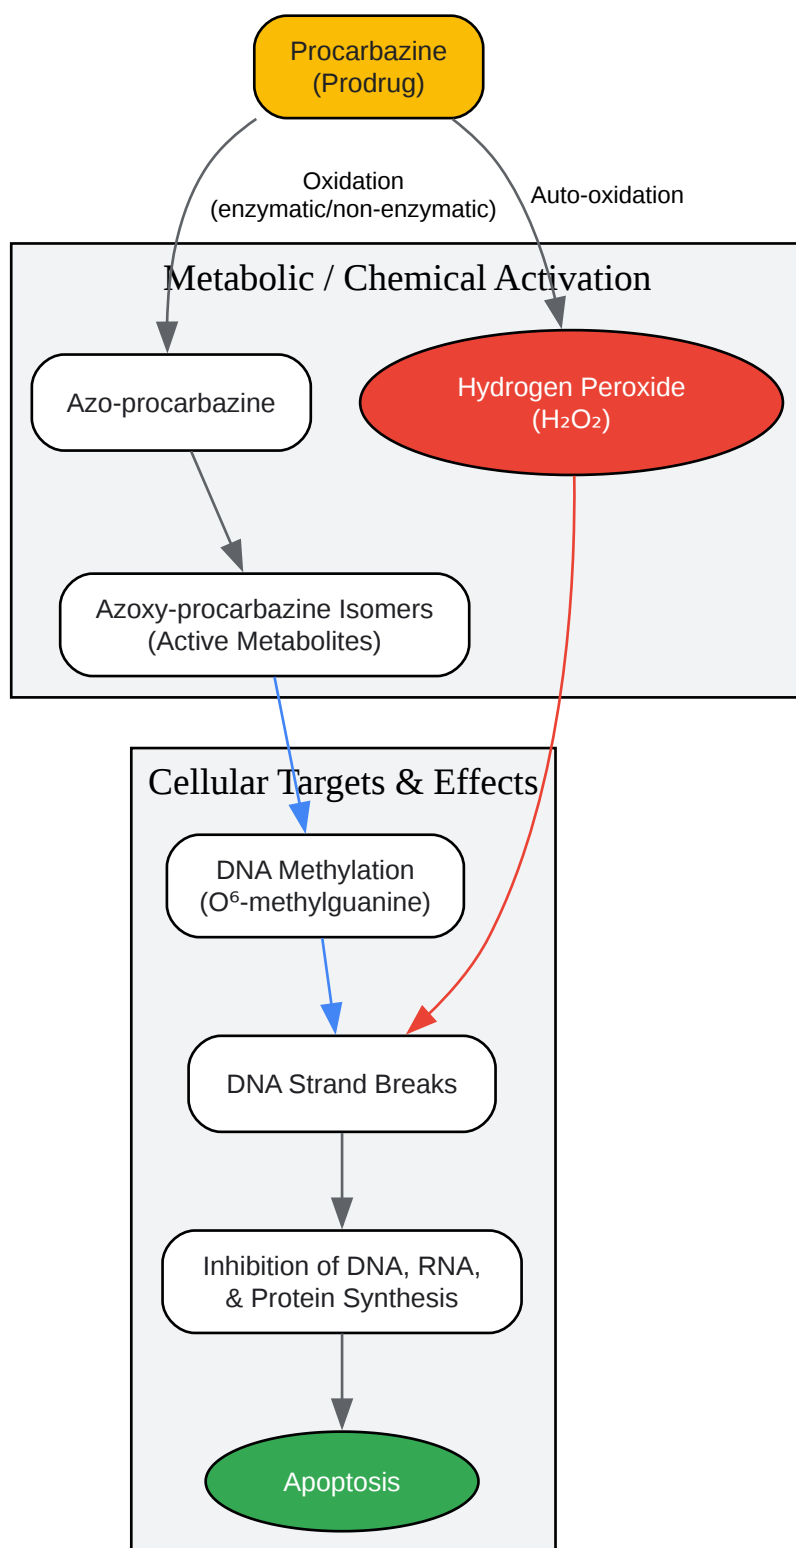 Procarbazine
(Prodrug)
Oxidation
(enzymatic/non-enzymatic)
Auto-oxidation
Metabolic / Chemical Activation
Azo-procarbazine
Hydrogen Peroxide
(H₂O₂)
Azoxy-procarbazine Isomers
(Active Metabolites)
Cellular Targets & Effects
DNA Methylation
(O⁶-methylguanine)
DNA Strand Breaks
Inhibition of DNA, RNA,
& Protein Synthesis
Apoptosis